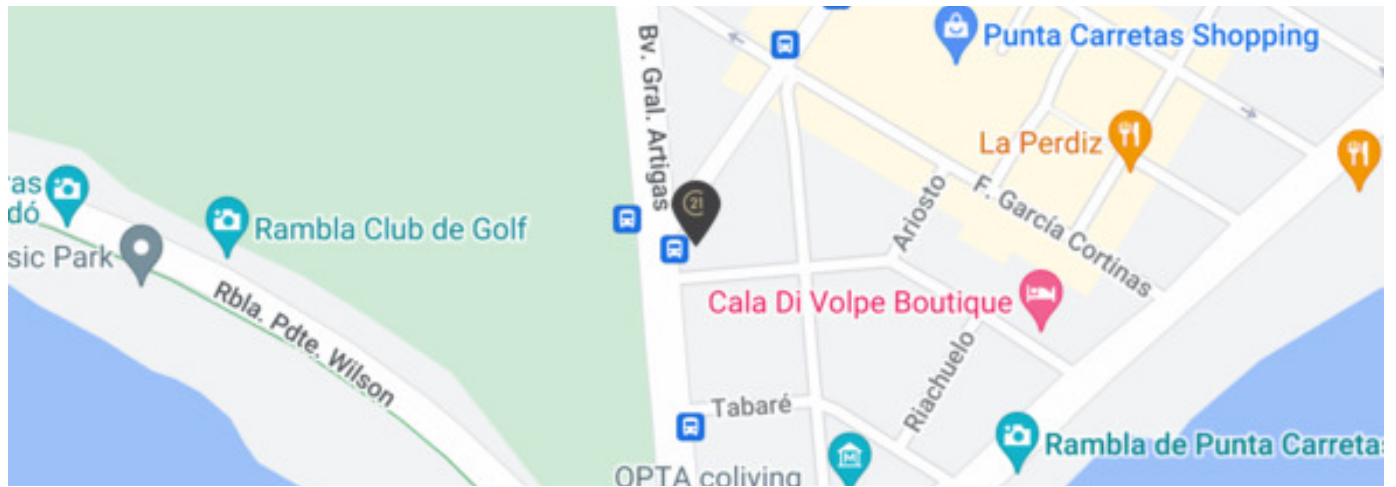 Bv. Gral. Artigas
Punta Carretas Shopping
La Perdiz
21
ras
dó
Rambla Club de Golf
sic Park
Ariosto
F. García Cortinas
Rbla. Pdte. Wilson
Cala Di Volpe Boutique
Riachuelo
Tabaré
Rambla de Punta Carretas
OPTA coliving
M